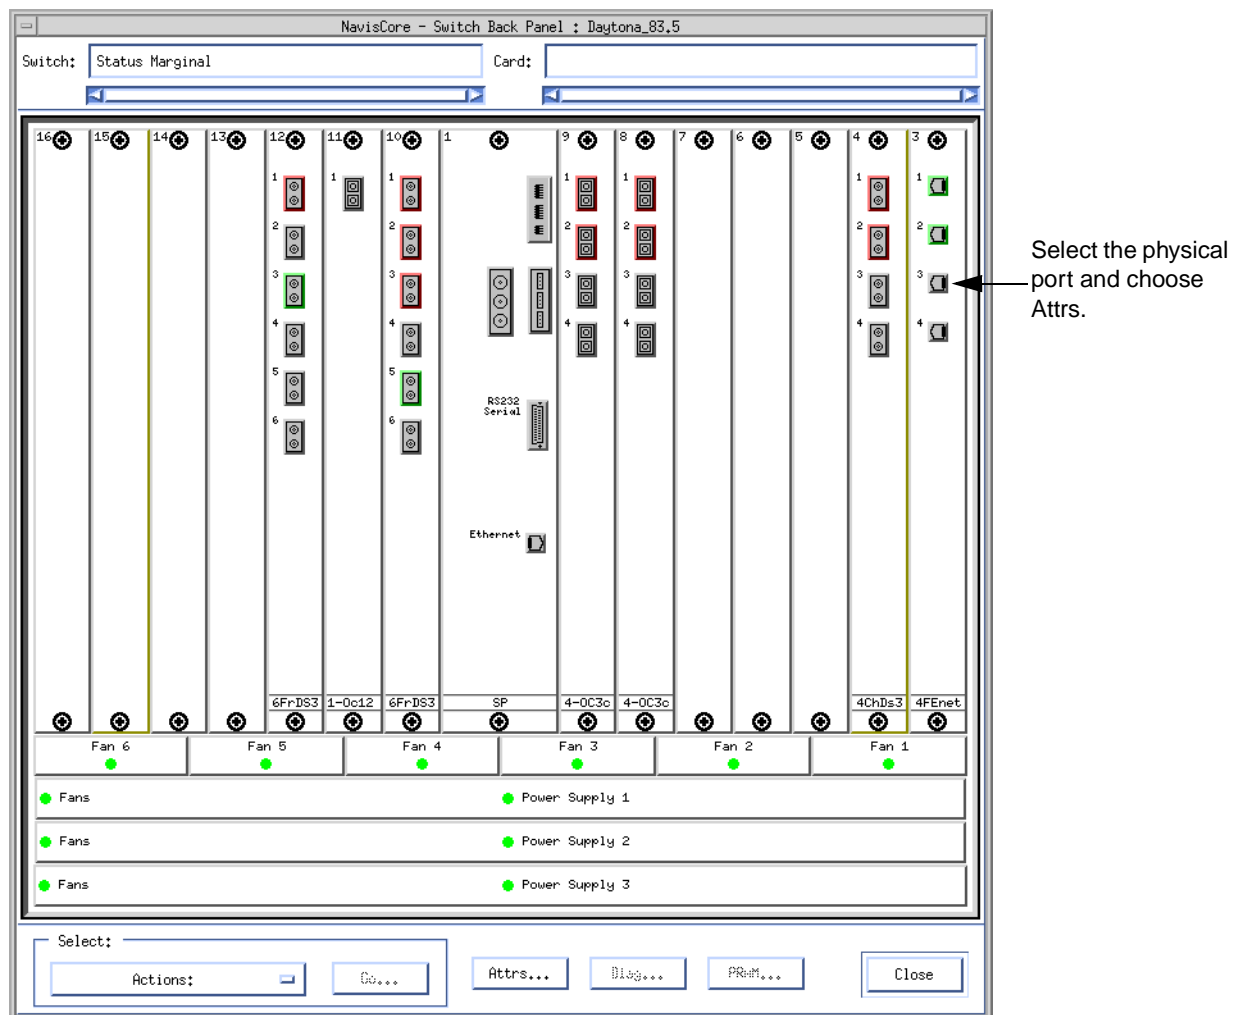 NavisCore - Switch Back Panel : Daytona_83.5
Switch: Status Marginal Card:
16 15 14 13 12 11 10 1 9 8 7 6 5 4 3
1 1 1 1 1 1 1
2 2 2 2 2 2
3 3 3 3 3 3
4 4 4 4 4 4
5 5
6 6
RS232
Serial
Ethernet
Select the physical
port and choose
Attrs.
6FrDS3 1-Oc12 6FrDS3 SP 4-OC3c 4-OC3c 4ChDs3 4FEnet
Fan 6 Fan 5 Fan 4 Fan 3 Fan 2 Fan 1
Fans Power Supply 1
Fans Power Supply 2
Fans Power Supply 3
Select:
Actions: Go... Attrs... Diag... PRAM... Close